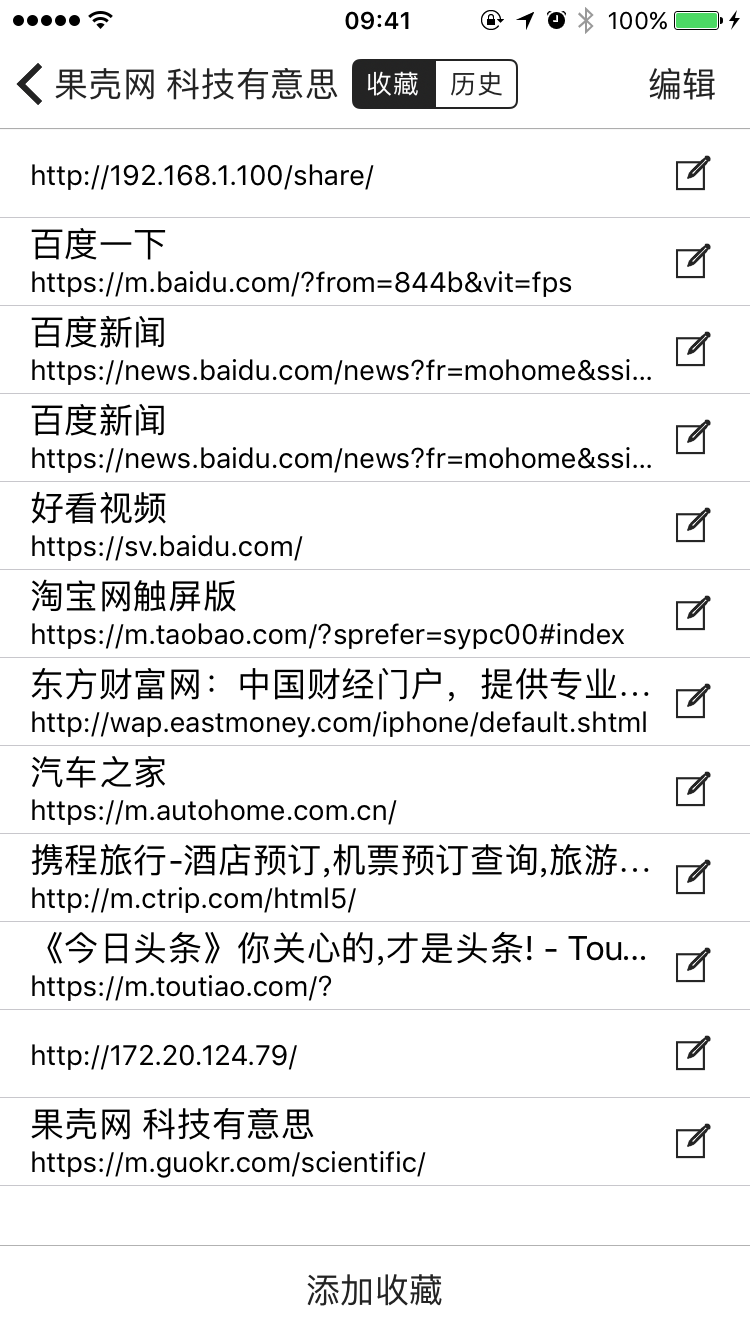 09:41 100%
果壳网 科技有意思 收藏 历史 编辑
http://192.168.1.100/share/
百度一下
https://m.baidu.com/?from=844b&vit=fps
百度新闻
https://news.baidu.com/news?fr=mohome&ssi...
百度新闻
https://news.baidu.com/news?fr=mohome&ssi...
好看视频
https://sv.baidu.com/
淘宝网触屏版
https://m.taobao.com/?sprefer=sypc00#index
东方财富网：中国财经门户，提供专业...
http://wap.eastmoney.com/iphone/default.shtml
汽车之家
https://m.autohome.com.cn/
携程旅行-酒店预订,机票预订查询,旅游...
http://m.ctrip.com/html5/
《今日头条》你关心的,才是头条! - Tou...
https://m.toutiao.com/?
http://172.20.124.79/
果壳网 科技有意思
https://m.guokr.com/scientific/
添加收藏